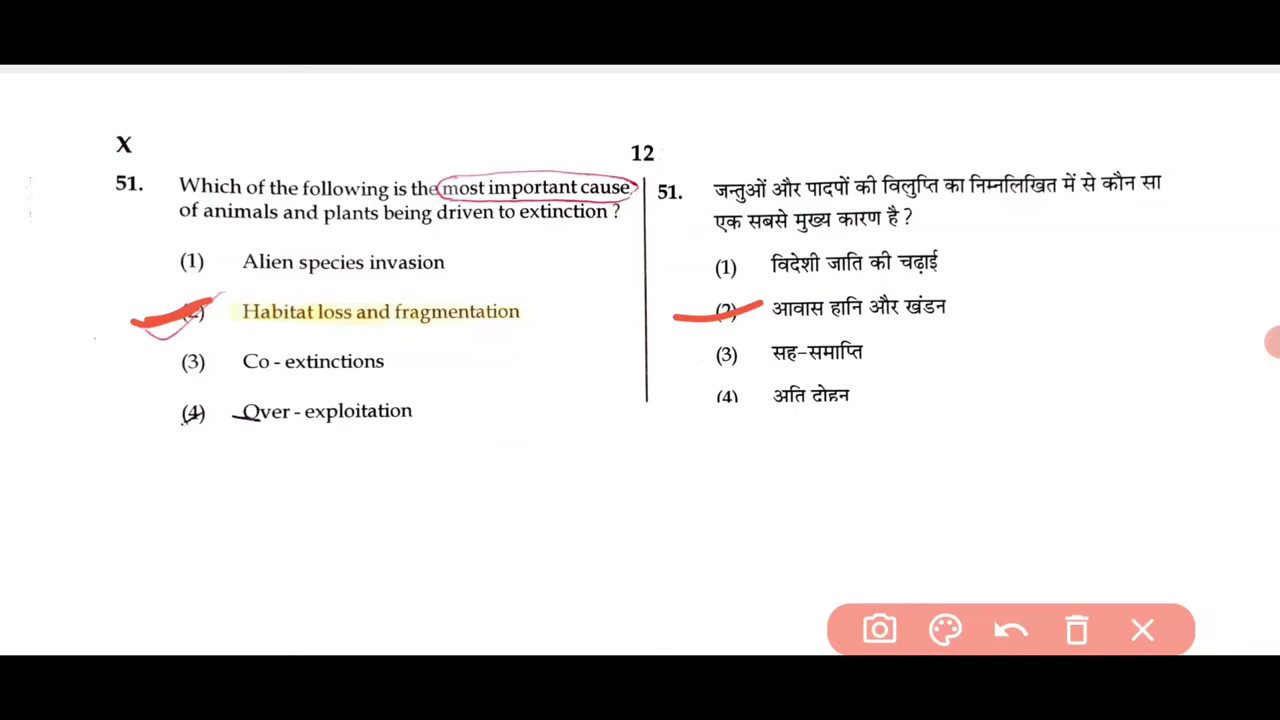 X
12
51. Which of the following is the most important cause
of animals and plants being driven to extinction ?
(1) Alien species invasion
(2) Habitat loss and fragmentation
(3) Co - extinctions
(4) Over - exploitation
51. जन्तुओं और पादपों की विलुप्ति का निम्नलिखित में से कौन सा
एक सबसे मुख्य कारण है ?
(1) विदेशी जाति की चढ़ाई
(2) आवास हानि और खंडन
(3) सह-समाप्ति
(4) अति दोहन